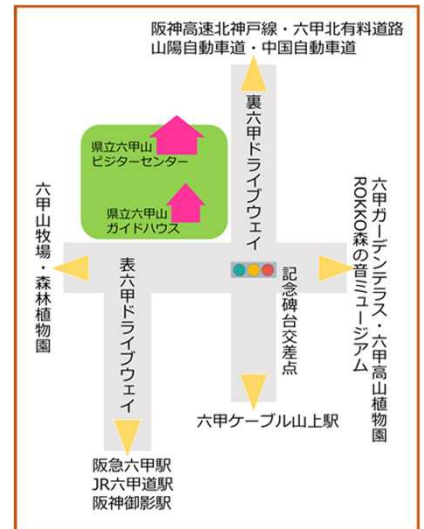 阪神高速北神戸線・六甲北有料道路
山陽自動車道・中国自動車道
裏六甲ドライブウェイ
県立六甲山
ビジターセンター
県立六甲山
ガイドハウス
六甲山牧場・森林植物園
表六甲ドライブウェイ
記念碑台交差点
六甲ガーデンテラス・六甲高山植物園
ROKKO森の音ミュージアム
六甲ケーブル山上駅
阪急六甲駅
JR六甲道駅
阪神御影駅